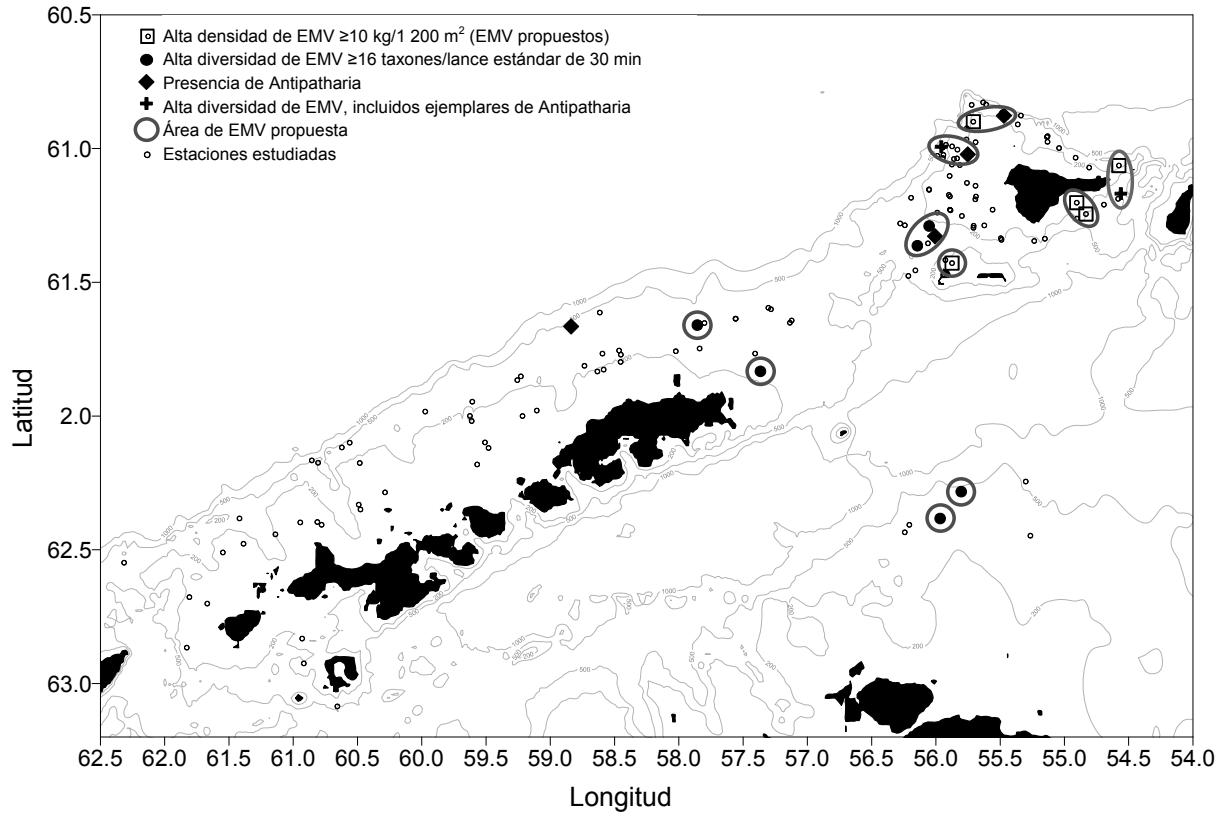 Alta densidad de EMV ≥10 kg/1 200 m² (EMV propuestos)
Alta diversidad de EMV ≥16 taxones/lance estándar de 30 min
Presencia de Antipatharia
Alta diversidad de EMV, incluidos ejemplares de Antipatharia
Área de EMV propuesta
Estaciones estudiadas
Latitud
60.5
61.0
61.5
2.0
62.5
63.0
62.5 62.0 61.5 61.0 60.5 60.0 59.5 59.0 58.5 58.0 57.5 57.0 56.5 56.0 55.5 55.0 54.5 54.0
Longitud